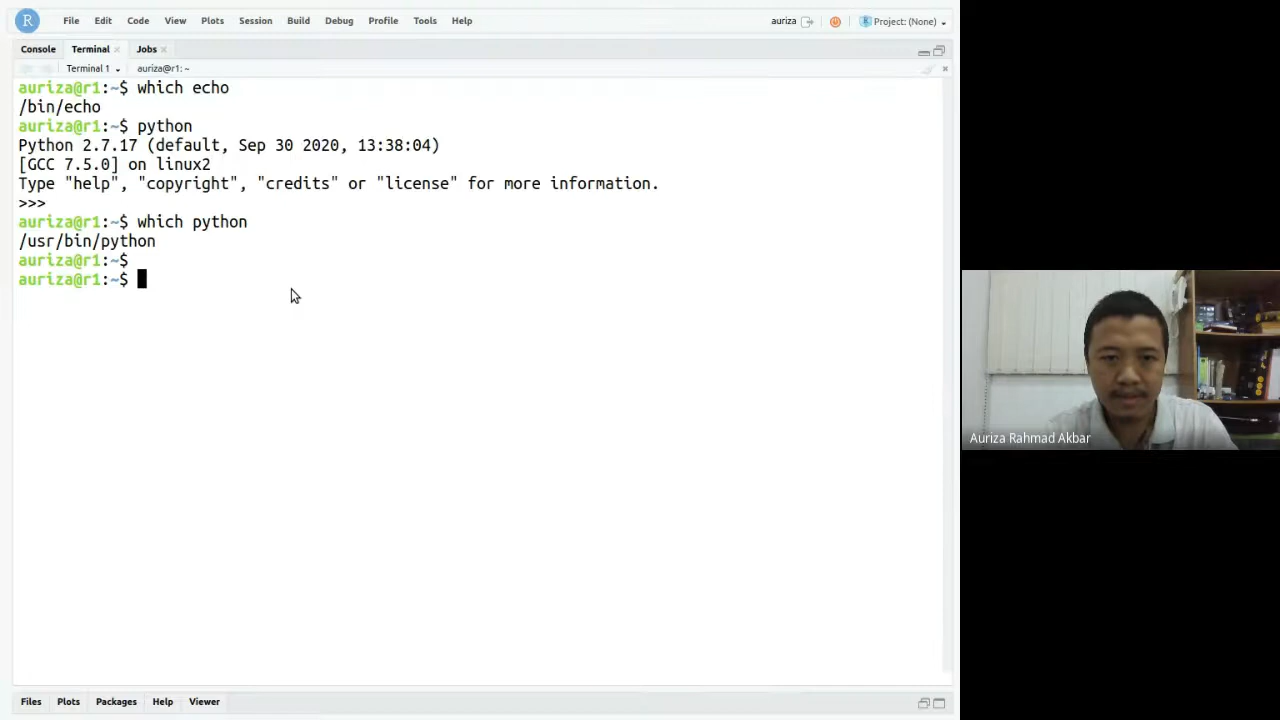 R File Edit Code View Plots Session Build Debug Profile Tools Help auriza R Project: (None)
Console Terminal Jobs
Terminal 1 auriza@r1: ~
auriza@r1:~$ which echo
/bin/echo
auriza@r1:~$ python
Python 2.7.17 (default, Sep 30 2020, 13:38:04)
[GCC 7.5.0] on linux2
Type "help", "copyright", "credits" or "license" for more information.
>>>
auriza@r1:~$ which python
/usr/bin/python
auriza@r1:~$
auriza@r1:~$
Auriza Rahmad Akbar
Files Plots Packages Help Viewer